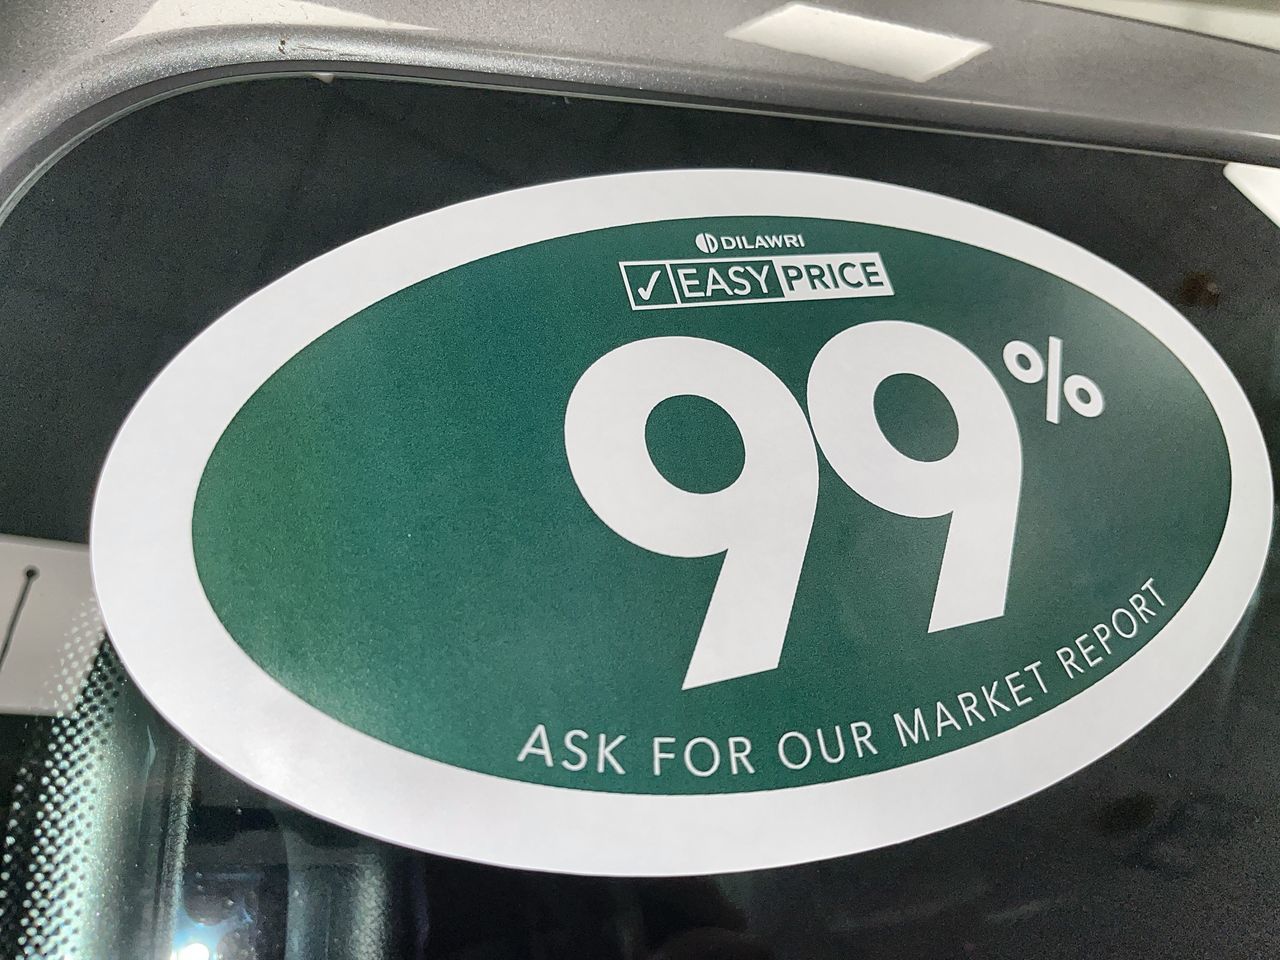 DILAWRI
✓ EASY PRICE
99%
ASK FOR OUR MARKET REPORT